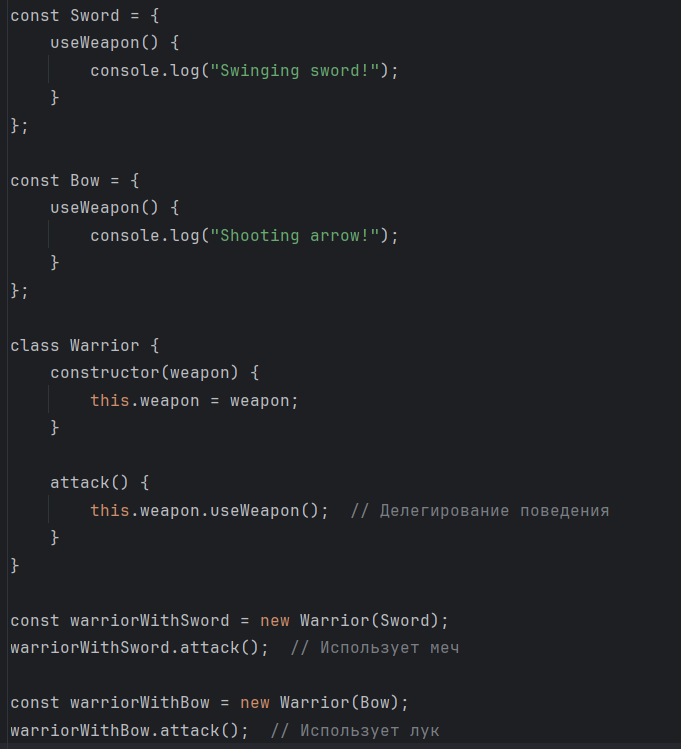 const Sword = {
    useWeapon() {
        console.log("Swinging sword!");
    }
};

const Bow = {
    useWeapon() {
        console.log("Shooting arrow!");
    }
};

class Warrior {
    constructor(weapon) {
        this.weapon = weapon;
    }

    attack() {
        this.weapon.useWeapon();  // Делегирование поведения
    }
}

const warriorWithSword = new Warrior(Sword);
warriorWithSword.attack();  // Использует меч

const warriorWithBow = new Warrior(Bow);
warriorWithBow.attack();  // Использует лук